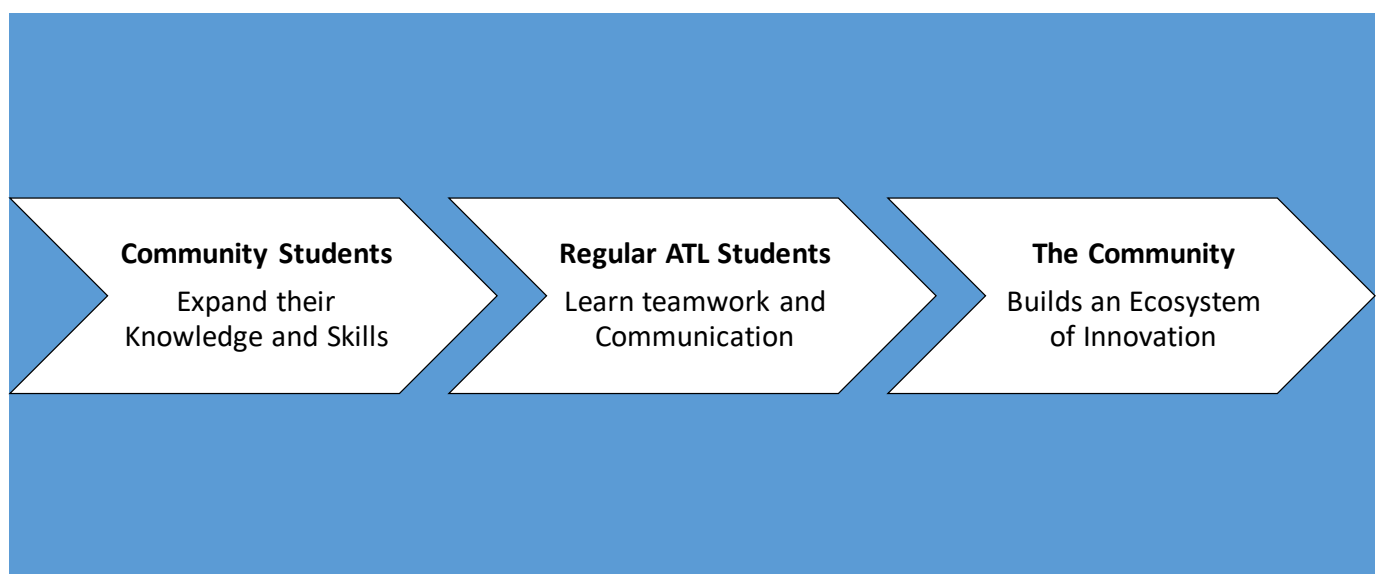 Community Students
Expand their
Knowledge and Skills
Regular ATL Students
Learn teamwork and
Communication
The Community
Builds an Ecosystem
of Innovation